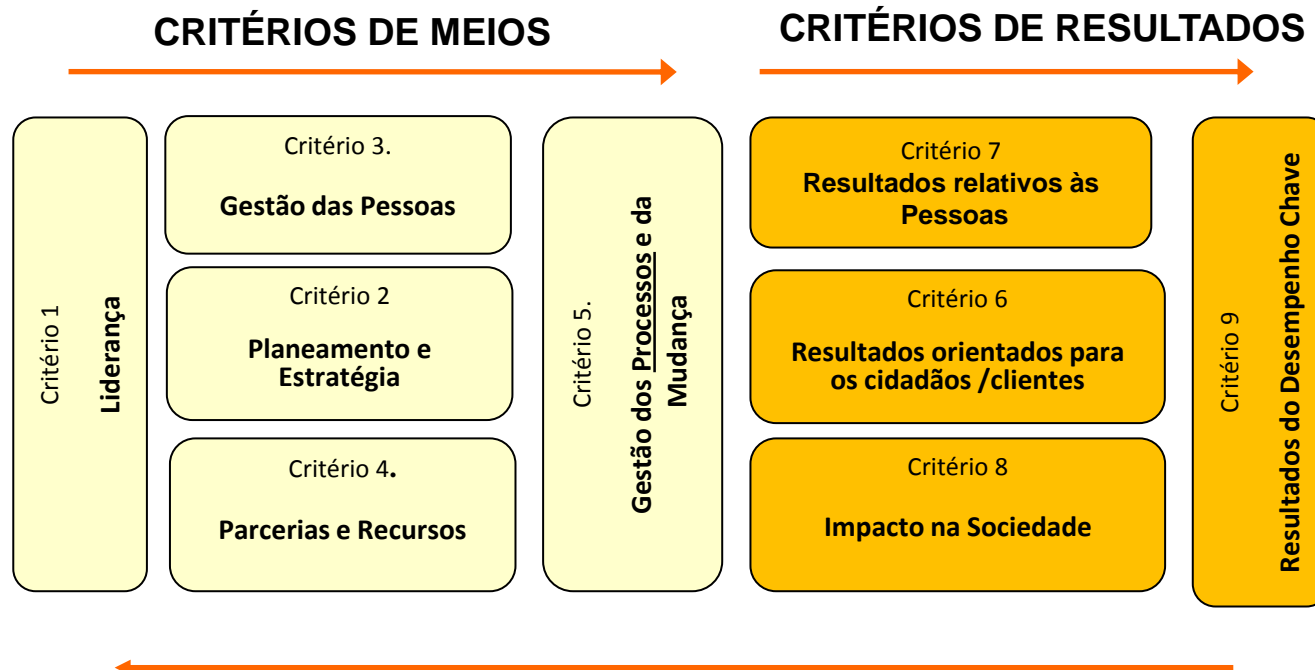 CRITÉRIOS DE MEIOS
CRITÉRIOS DE RESULTADOS
Critério 1
Liderança
Critério 3.
Gestão das Pessoas
Critério 2
Planeamento e
Estratégia
Critério 4.
Parcerias e Recursos
Critério 5.
Gestão dos Processos e da
Mudança
Critério 7
Resultados relativos às
Pessoas
Critério 6
Resultados orientados para
os cidadãos /clientes
Critério 8
Impacto na Sociedade
Critério 9
Resultados do Desempenho Chave